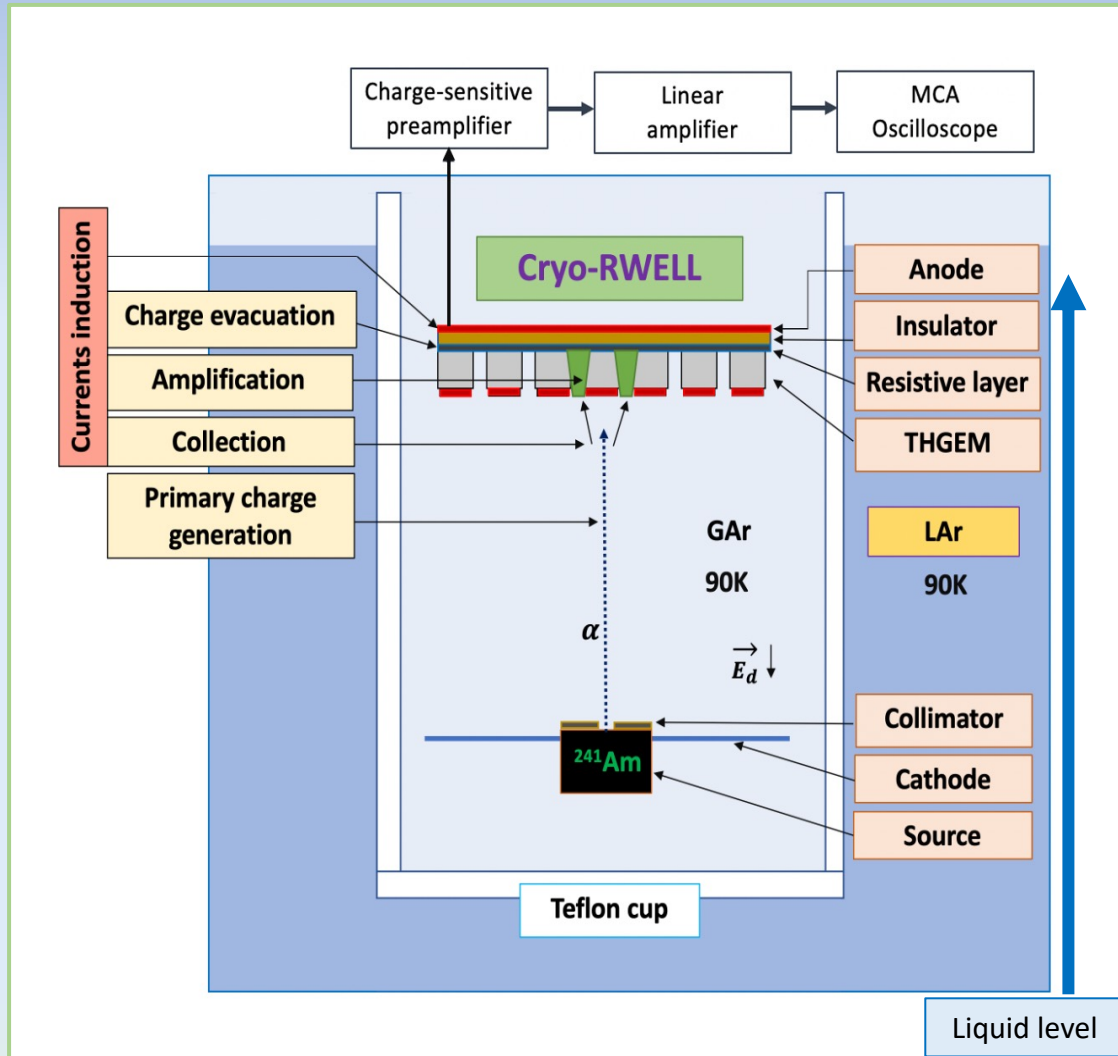 Charge-sensitive
preamplifier
Linear
amplifier
MCA
Oscilloscope
Currents induction
Cryo-RWELL
Charge evacuation
Amplification
Collection
Primary charge
generation
Anode
Insulator
Resistive layer
THGEM
GAr
90K
LAr
90K
α
E_d
Collimator
Cathode
Source
241Am
Teflon cup
Liquid level